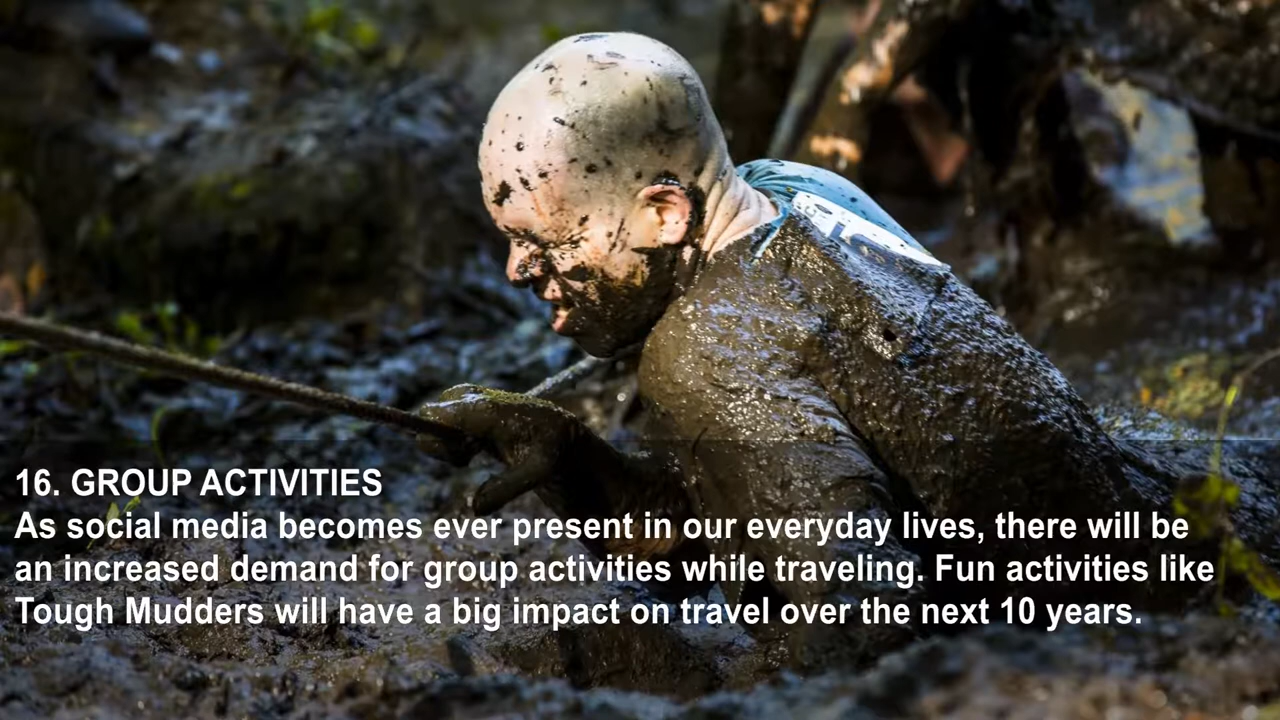 16. GROUP ACTIVITIES
As social media becomes ever present in our everyday lives, there will be
an increased demand for group activities while traveling. Fun activities like
Tough Mudders will have a big impact on travel over the next 10 years.